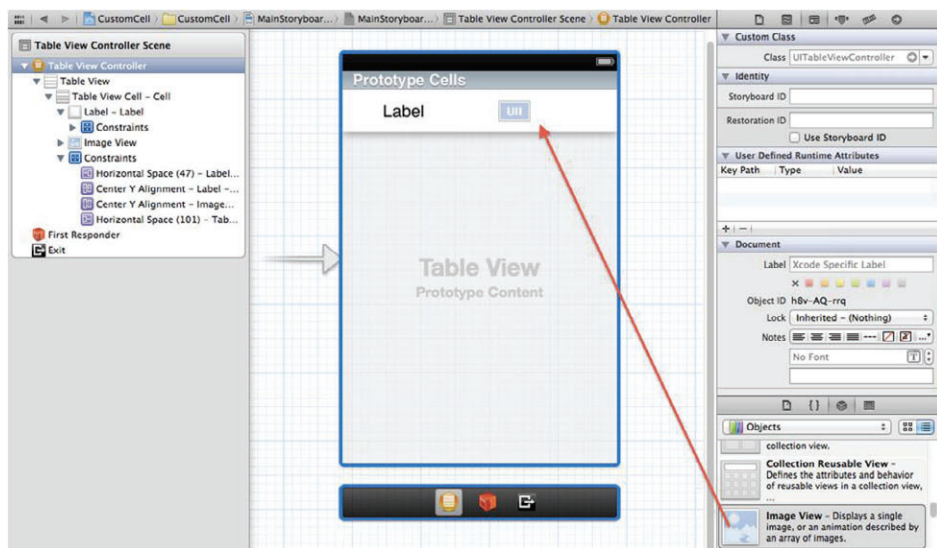 CustomCell
CustomCell
MainStoryboar...
MainStoryboar...
Table View Controller Scene
Table View Controller
Table View Controller Scene
Table View Controller
Table View
Table View Cell – Cell
Label – Label
Constraints
Image View
Constraints
Horizontal Space (47) – Label...
Center Y Alignment – Label –...
Center Y Alignment – Image...
Horizontal Space (101) – Tab...
First Responder
Exit
Prototype Cells
Label
UII
Table View
Prototype Content
Custom Class
Class UITableViewController
Identity
Storyboard ID
Restoration ID
Use Storyboard ID
User Defined Runtime Attributes
Key Path Type Value
Document
Label Xcode Specific Label
Object ID h8v-AQ-rrq
Lock Inherited – (Nothing)
Notes
No Font
Objects
collection view.
Collection Reusable View –
Defines the attributes and behavior
of reusable views in a collection view,
...
Image View – Displays a single
image, or an animation described by
an array of images.